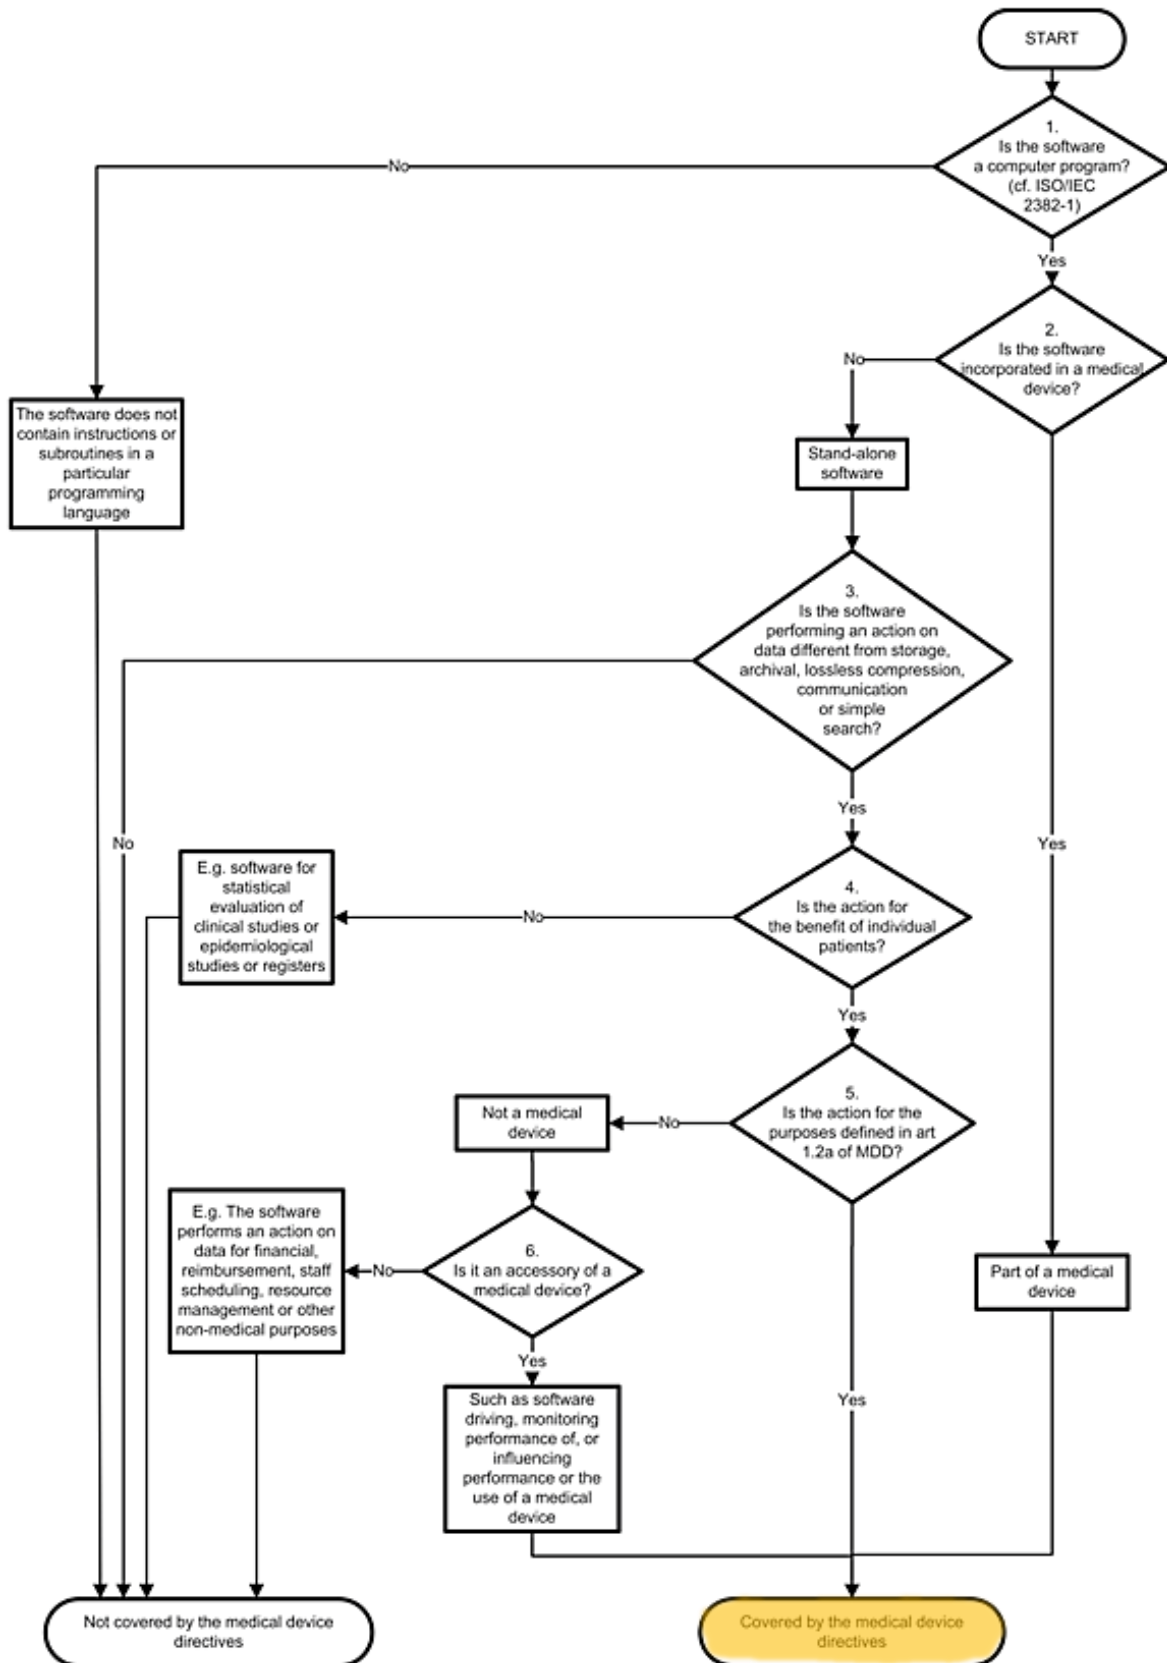 START
1.
Is the software
a computer program?
(cf. ISO/IEC
2382-1)
No
Yes
2.
Is the software
incorporated in a medical
device?
No
The software does not
contain instructions or
subroutines in a
particular
programming
language
Stand-alone
software
3.
Is the software
performing an action on
data different from storage,
archival, lossless compression,
communication
or simple
search?
Yes
No
Yes
E.g. software for
statistical
evaluation of
clinical studies or
epidemiological
studies or registers
No
4.
Is the action for
the benefit of individual
patients?
Yes
5.
Is the action for the
purposes defined in art
1.2a of MDD?
No
Not a medical
device
E.g. The software
performs an action on
data for financial,
reimbursement, staff
scheduling, resource
management or other
non-medical purposes
No
6.
Is it an accessory of a
medical device?
Part of a medical
device
Yes
Such as software
driving, monitoring
performance of, or
influencing
performance or the
use of a medical
device
Yes
Not covered by the medical device
directives
Covered by the medical device
directives